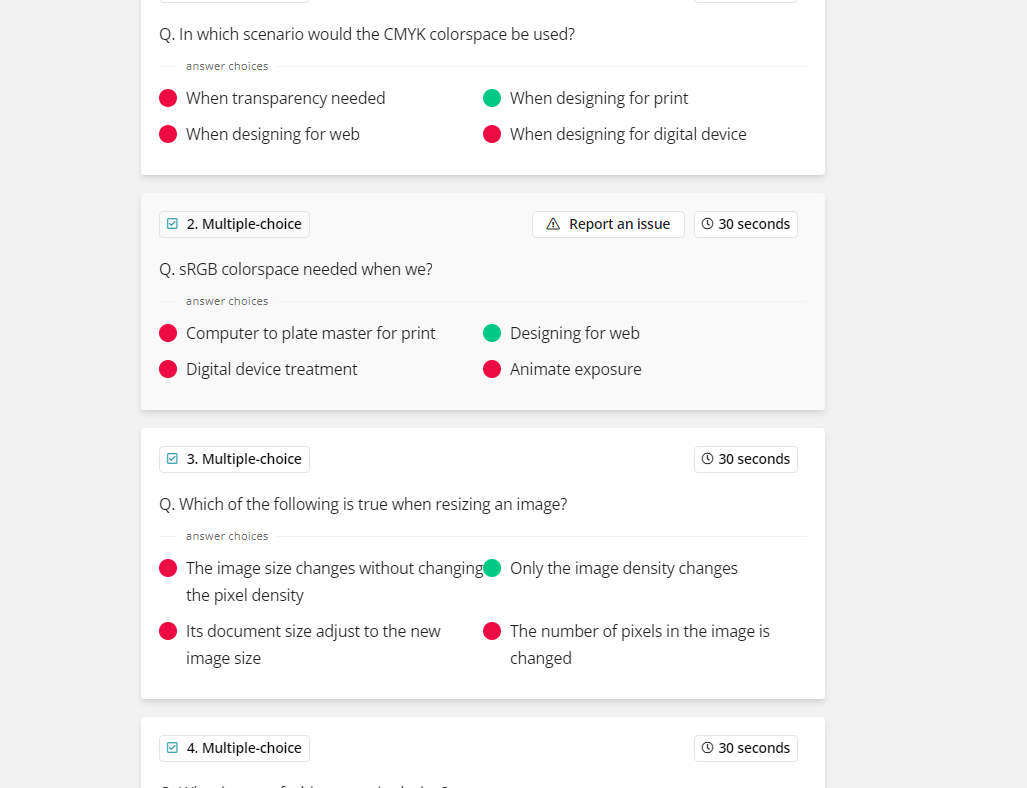 Q. In which scenario would the CMYK colorspace be used?
answer choices
When transparency needed
When designing for print
When designing for web
When designing for digital device
2. Multiple-choice
Report an issue
30 seconds
Q. sRGB colorspace needed when we?
answer choices
Computer to plate master for print
Designing for web
Digital device treatment
Animate exposure
3. Multiple-choice
30 seconds
Q. Which of the following is true when resizing an image?
answer choices
The image size changes without changing
the pixel density
Only the image density changes
Its document size adjust to the new
image size
The number of pixels in the image is
changed
4. Multiple-choice
30 seconds